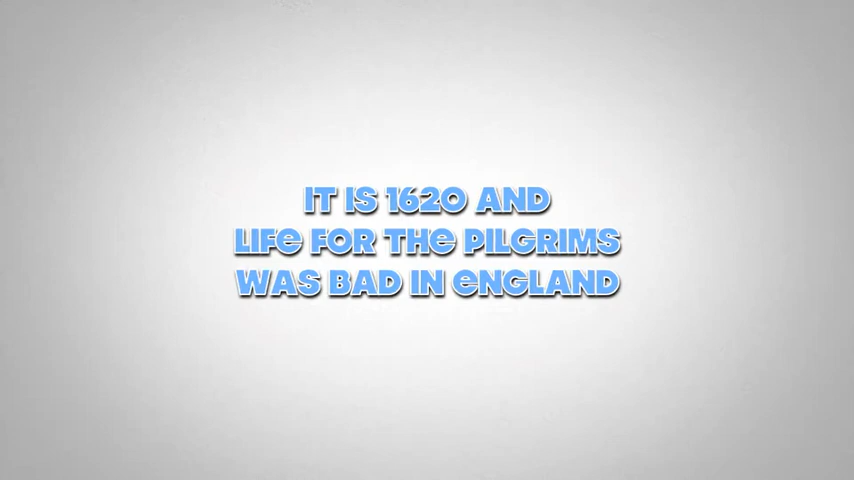 IT IS 1620 AND
LIFE FOR THE PILGRIMS
WAS BAD IN ENGLAND